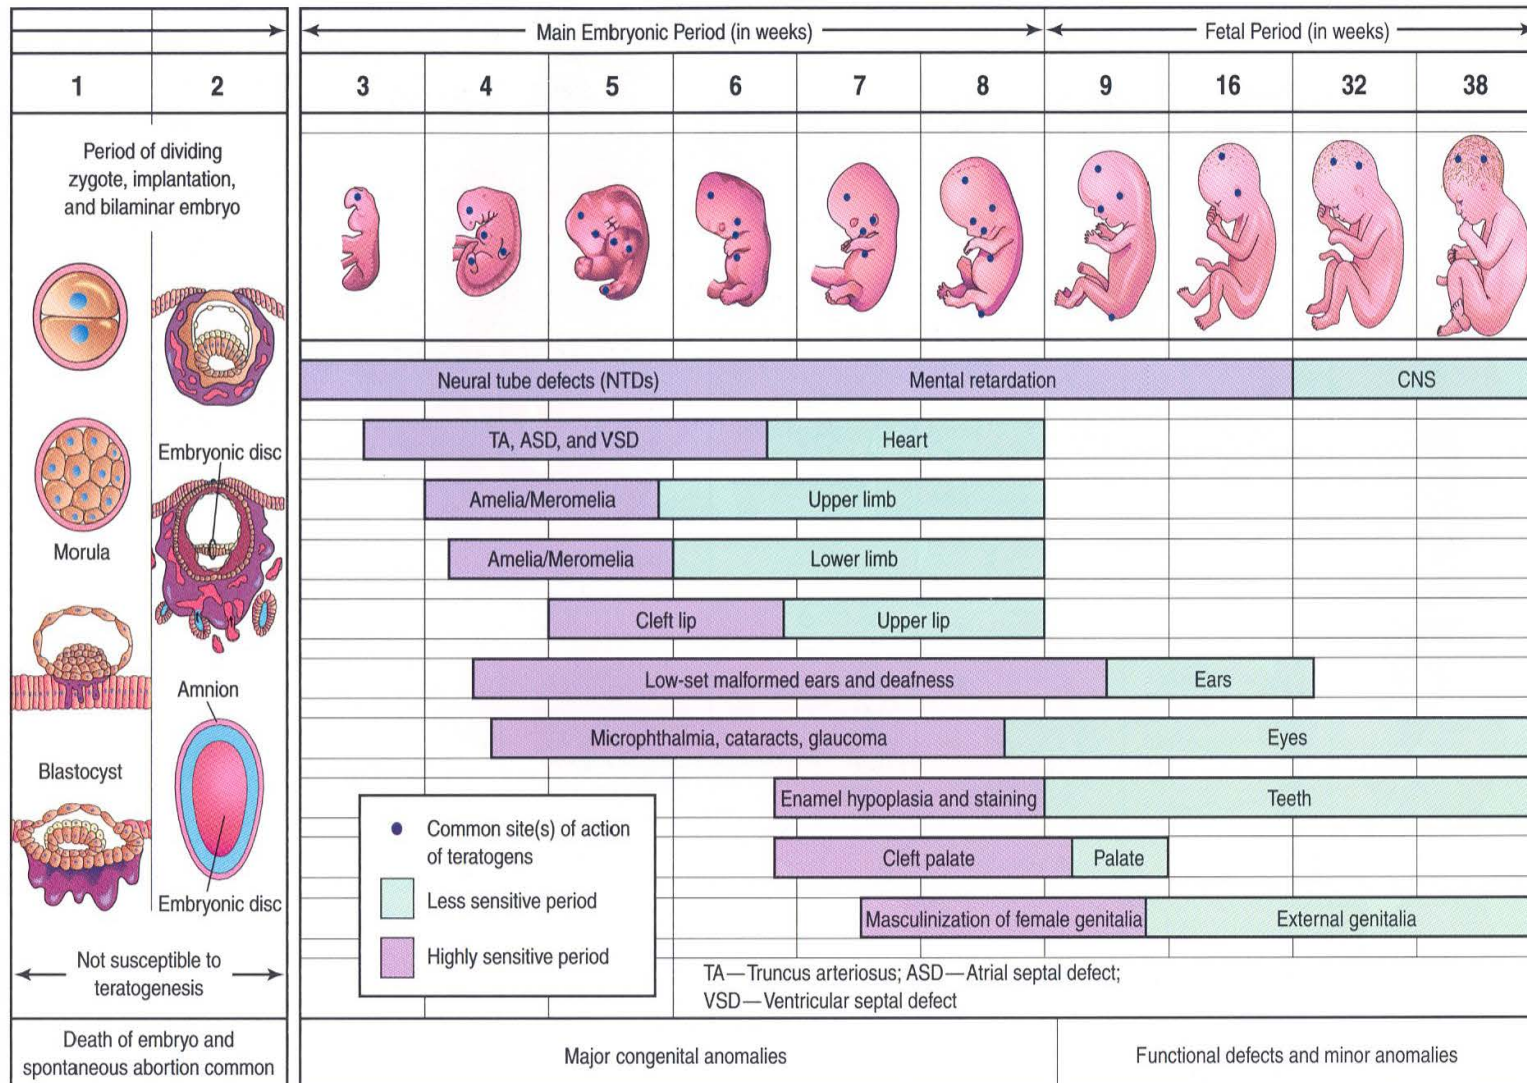 Main Embryonic Period (in weeks)
Fetal Period (in weeks)
1 2 3 4 5 6 7 8 9 16 32 38
Period of dividing
zygote, implantation,
and bilaminar embryo
Embryonic disc
Morula
Amnion
Blastocyst
Embryonic disc
Not susceptible to
teratogenesis
Death of embryo and
spontaneous abortion common
Neural tube defects (NTDs) Mental retardation CNS
TA, ASD, and VSD Heart
Amelia/Meromelia Upper limb
Amelia/Meromelia Lower limb
Cleft lip Upper lip
Low-set malformed ears and deafness Ears
Microphthalmia, cataracts, glaucoma Eyes
Enamel hypoplasia and staining Teeth
Cleft palate Palate
Masculinization of female genitalia External genitalia
Common site(s) of action
of teratogens
Less sensitive period
Highly sensitive period
TA—Truncus arteriosus; ASD—Atrial septal defect;
VSD—Ventricular septal defect
Major congenital anomalies
Functional defects and minor anomalies